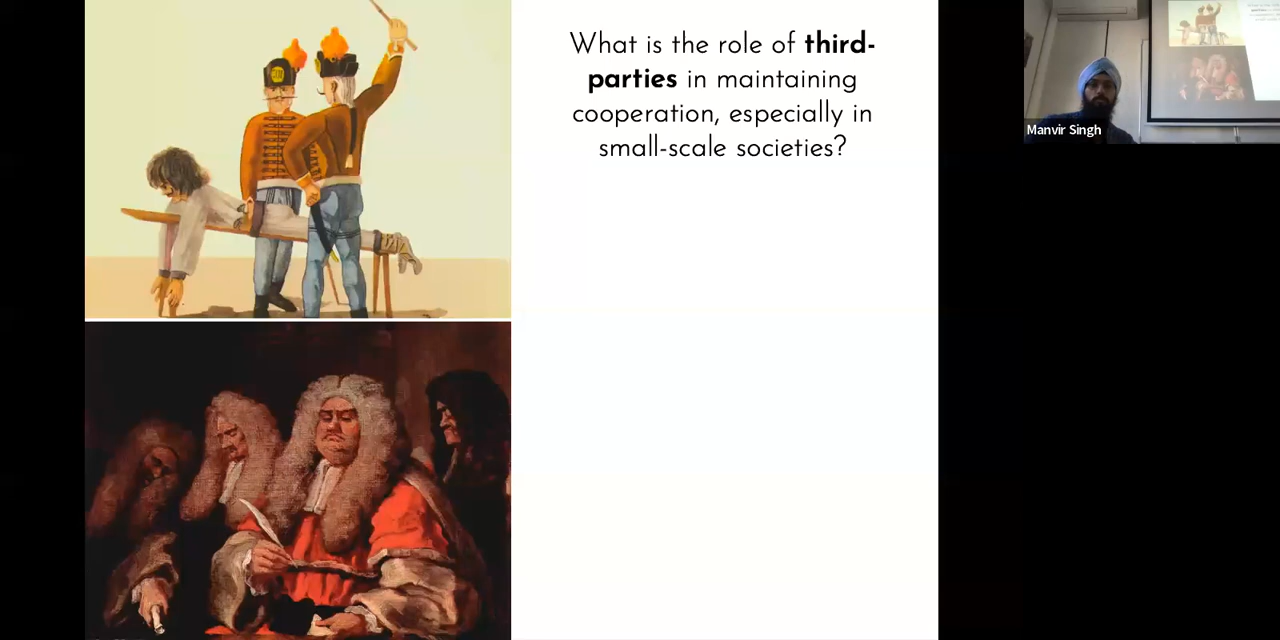 What is the role of third-
parties in maintaining
cooperation, especially in
small-scale societies?
Manvir Singh